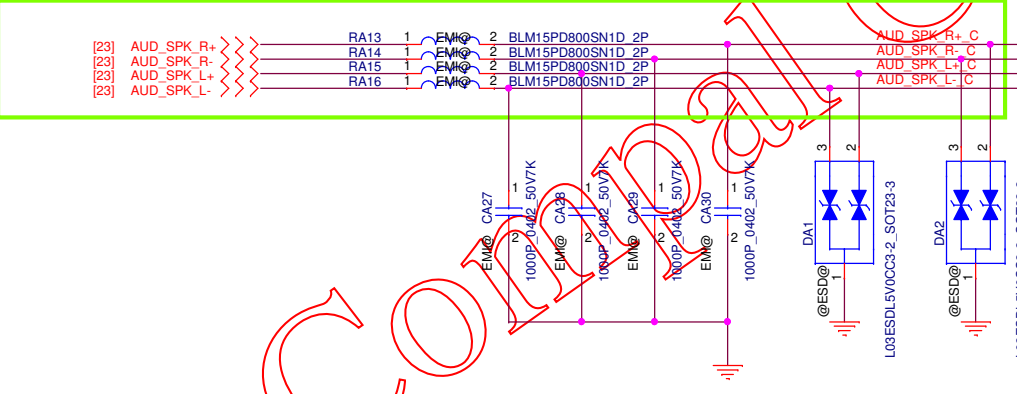 [23] AUD_SPK_R+ RA13 1 EMI@ 2 BLM15PD800SN1D_2P AUD_SPK_R+_C
[23] AUD_SPK_R- RA14 1 EMI@ 2 BLM15PD800SN1D_2P AUD_SPK_R-_C
[23] AUD_SPK_L+ RA15 1 EMI@ 2 BLM15PD800SN1D_2P AUD_SPK_L+_C
[23] AUD_SPK_L- RA16 1 EMI@ 2 BLM15PD800SN1D_2P AUD_SPK_L-_C
EMI@ CA27 1 2 1000P_0402_50V7K
EMI@ CA28 1 2 1000P_0402_50V7K
EMI@ CA29 1 2 1000P_0402_50V7K
EMI@ CA30 1 2 1000P_0402_50V7K
3 2
DA1
@ESD@ 1
L03ESDL5V0CC3-2_SOT23-3
3 2
DA2
@ESD@ 1
Compal